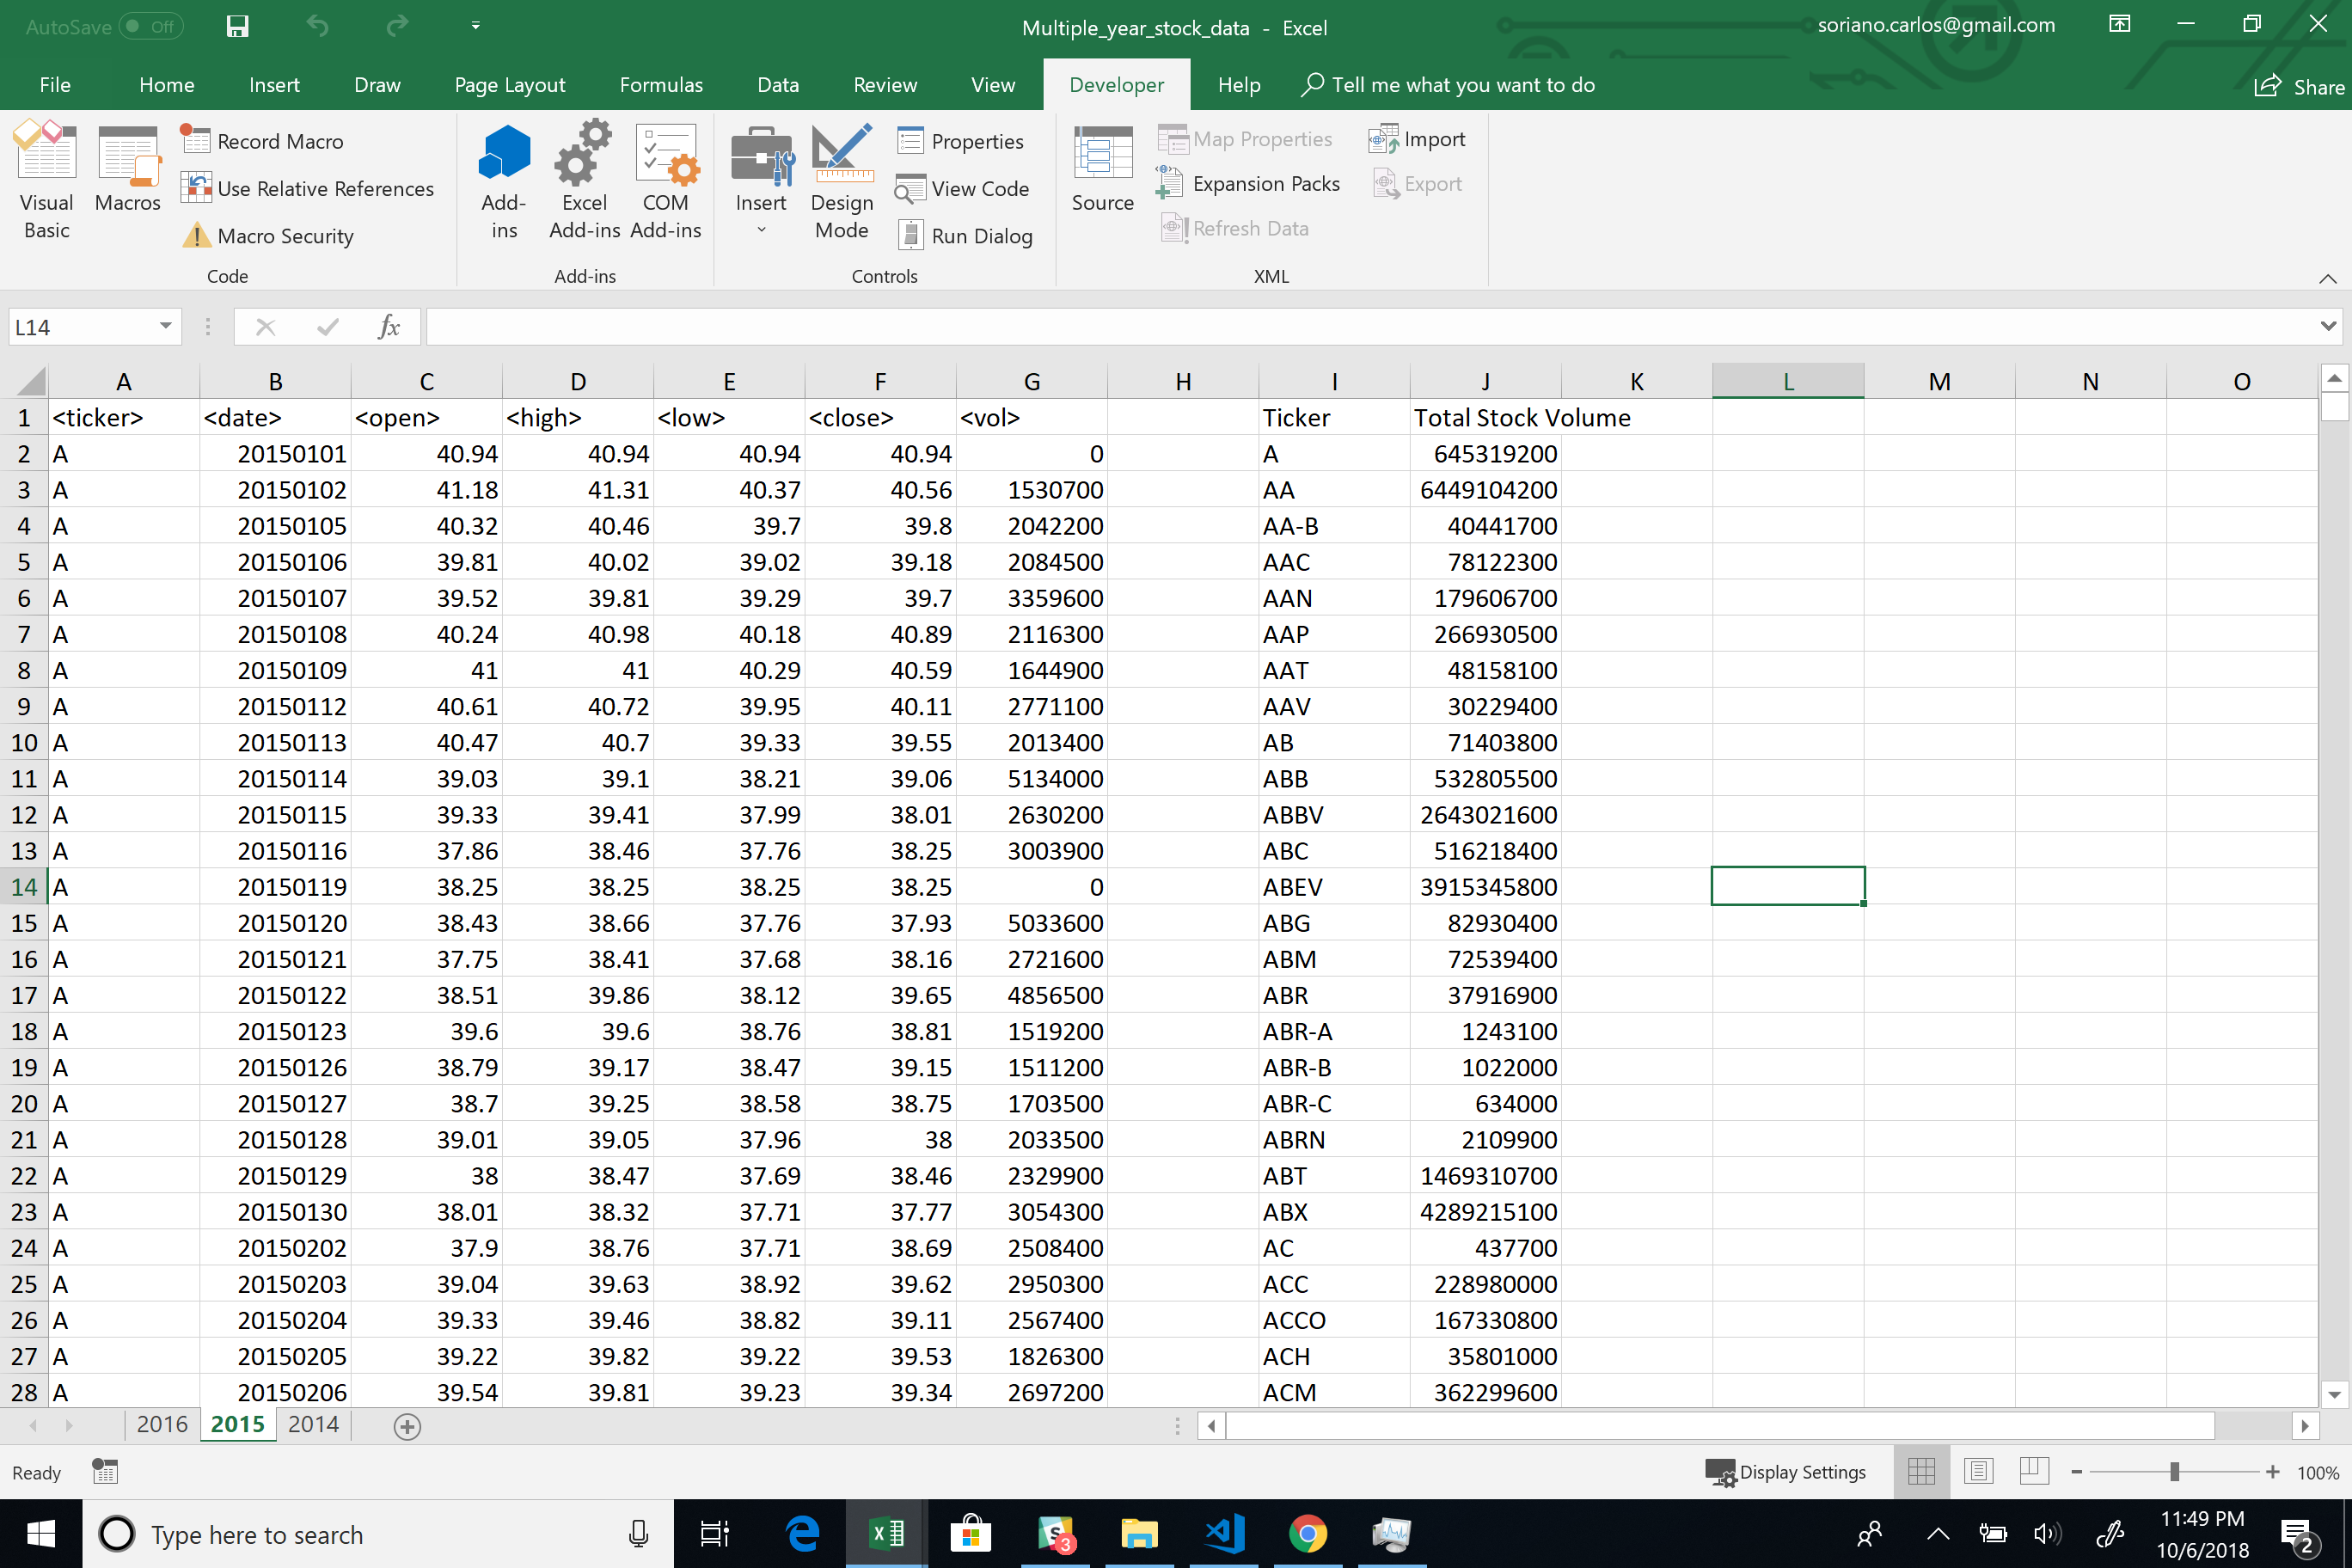 AutoSave Off
Multiple_year_stock_data - Excel
soriano.carlos@gmail.com
File Home Insert Draw Page Layout Formulas Data Review View Developer Help Tell me what you want to do Share
Visual Basic
Macros
Record Macro
Use Relative References
Macro Security
Code
Add-ins
Excel Add-ins
COM Add-ins
Add-ins
Insert
Design Mode
Properties
View Code
Run Dialog
Controls
Source
Map Properties
Expansion Packs
Refresh Data
Import
Export
XML
L14 fx
A B C D E F G H I J K L M N O
1 <ticker> <date> <open> <high> <low> <close> <vol> Ticker Total Stock Volume
2 A 20150101 40.94 40.94 40.94 40.94 0 A 645319200
3 A 20150102 41.18 41.31 40.37 40.56 1530700 AA 6449104200
4 A 20150105 40.32 40.46 39.7 39.8 2042200 AA-B 40441700
5 A 20150106 39.81 40.02 39.02 39.18 2084500 AAC 78122300
6 A 20150107 39.52 39.81 39.29 39.7 3359600 AAN 179606700
7 A 20150108 40.24 40.98 40.18 40.89 2116300 AAP 266930500
8 A 20150109 41 41 40.29 40.59 1644900 AAT 48158100
9 A 20150112 40.61 40.72 39.95 40.11 2771100 AAV 30229400
10 A 20150113 40.47 40.7 39.33 39.55 2013400 AB 71403800
11 A 20150114 39.03 39.1 38.21 39.06 5134000 ABB 532805500
12 A 20150115 39.33 39.41 37.99 38.01 2630200 ABBV 2643021600
13 A 20150116 37.86 38.46 37.76 38.25 3003900 ABC 516218400
14 A 20150119 38.25 38.25 38.25 38.25 0 ABEV 3915345800
15 A 20150120 38.43 38.66 37.76 37.93 5033600 ABG 82930400
16 A 20150121 37.75 38.41 37.68 38.16 2721600 ABM 72539400
17 A 20150122 38.51 39.86 38.12 39.65 4856500 ABR 37916900
18 A 20150123 39.6 39.6 38.76 38.81 1519200 ABR-A 1243100
19 A 20150126 38.79 39.17 38.47 39.15 1511200 ABR-B 1022000
20 A 20150127 38.7 39.25 38.58 38.75 1703500 ABR-C 634000
21 A 20150128 39.01 39.05 37.96 38 2033500 ABRN 2109900
22 A 20150129 38 38.47 37.69 38.46 2329900 ABT 1469310700
23 A 20150130 38.01 38.32 37.71 37.77 3054300 ABX 4289215100
24 A 20150202 37.9 38.76 37.71 38.69 2508400 AC 437700
25 A 20150203 39.04 39.63 38.92 39.62 2950300 ACC 228980000
26 A 20150204 39.33 39.46 38.82 39.11 2567400 ACCO 167330800
27 A 20150205 39.22 39.82 39.22 39.53 1826300 ACH 35801000
28 A 20150206 39.54 39.81 39.23 39.34 2697200 ACM 362299600
2016 2015 2014
Ready
Display Settings
100%
Type here to search
3
11:49 PM
10/6/2018
2